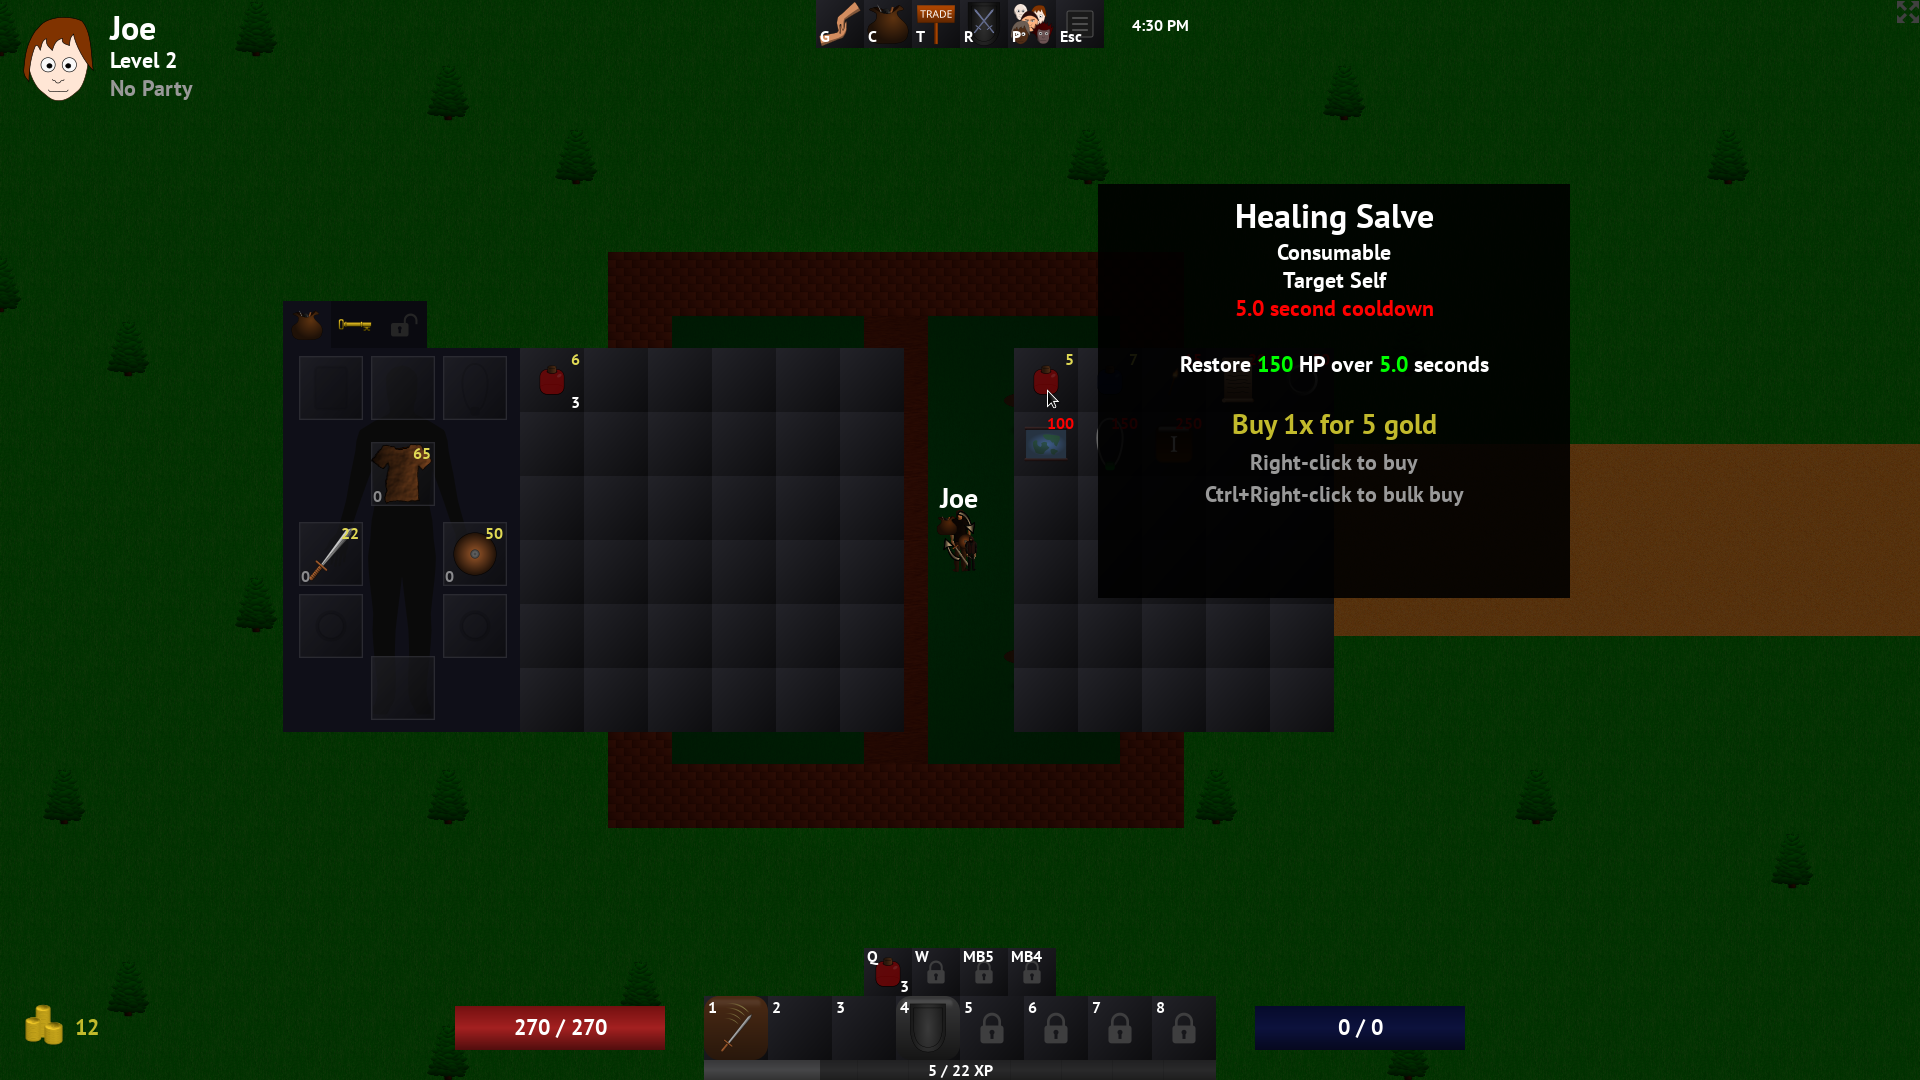 Joe
Level 2
No Party
G
C
TRADE
T
R
P
Esc
4:30 PM
Healing Salve
Consumable
Target Self
5.0 second cooldown
Restore 150 HP over 5.0 seconds
Buy 1x for 5 gold
Right-click to buy
Ctrl+Right-click to bulk buy
6
3
5
7
100
65
0
22
0
50
0
Joe
Q
3
W
MB5
MB4
1
2
3
4
5
6
7
8
12
270 / 270
0 / 0
5 / 22 XP